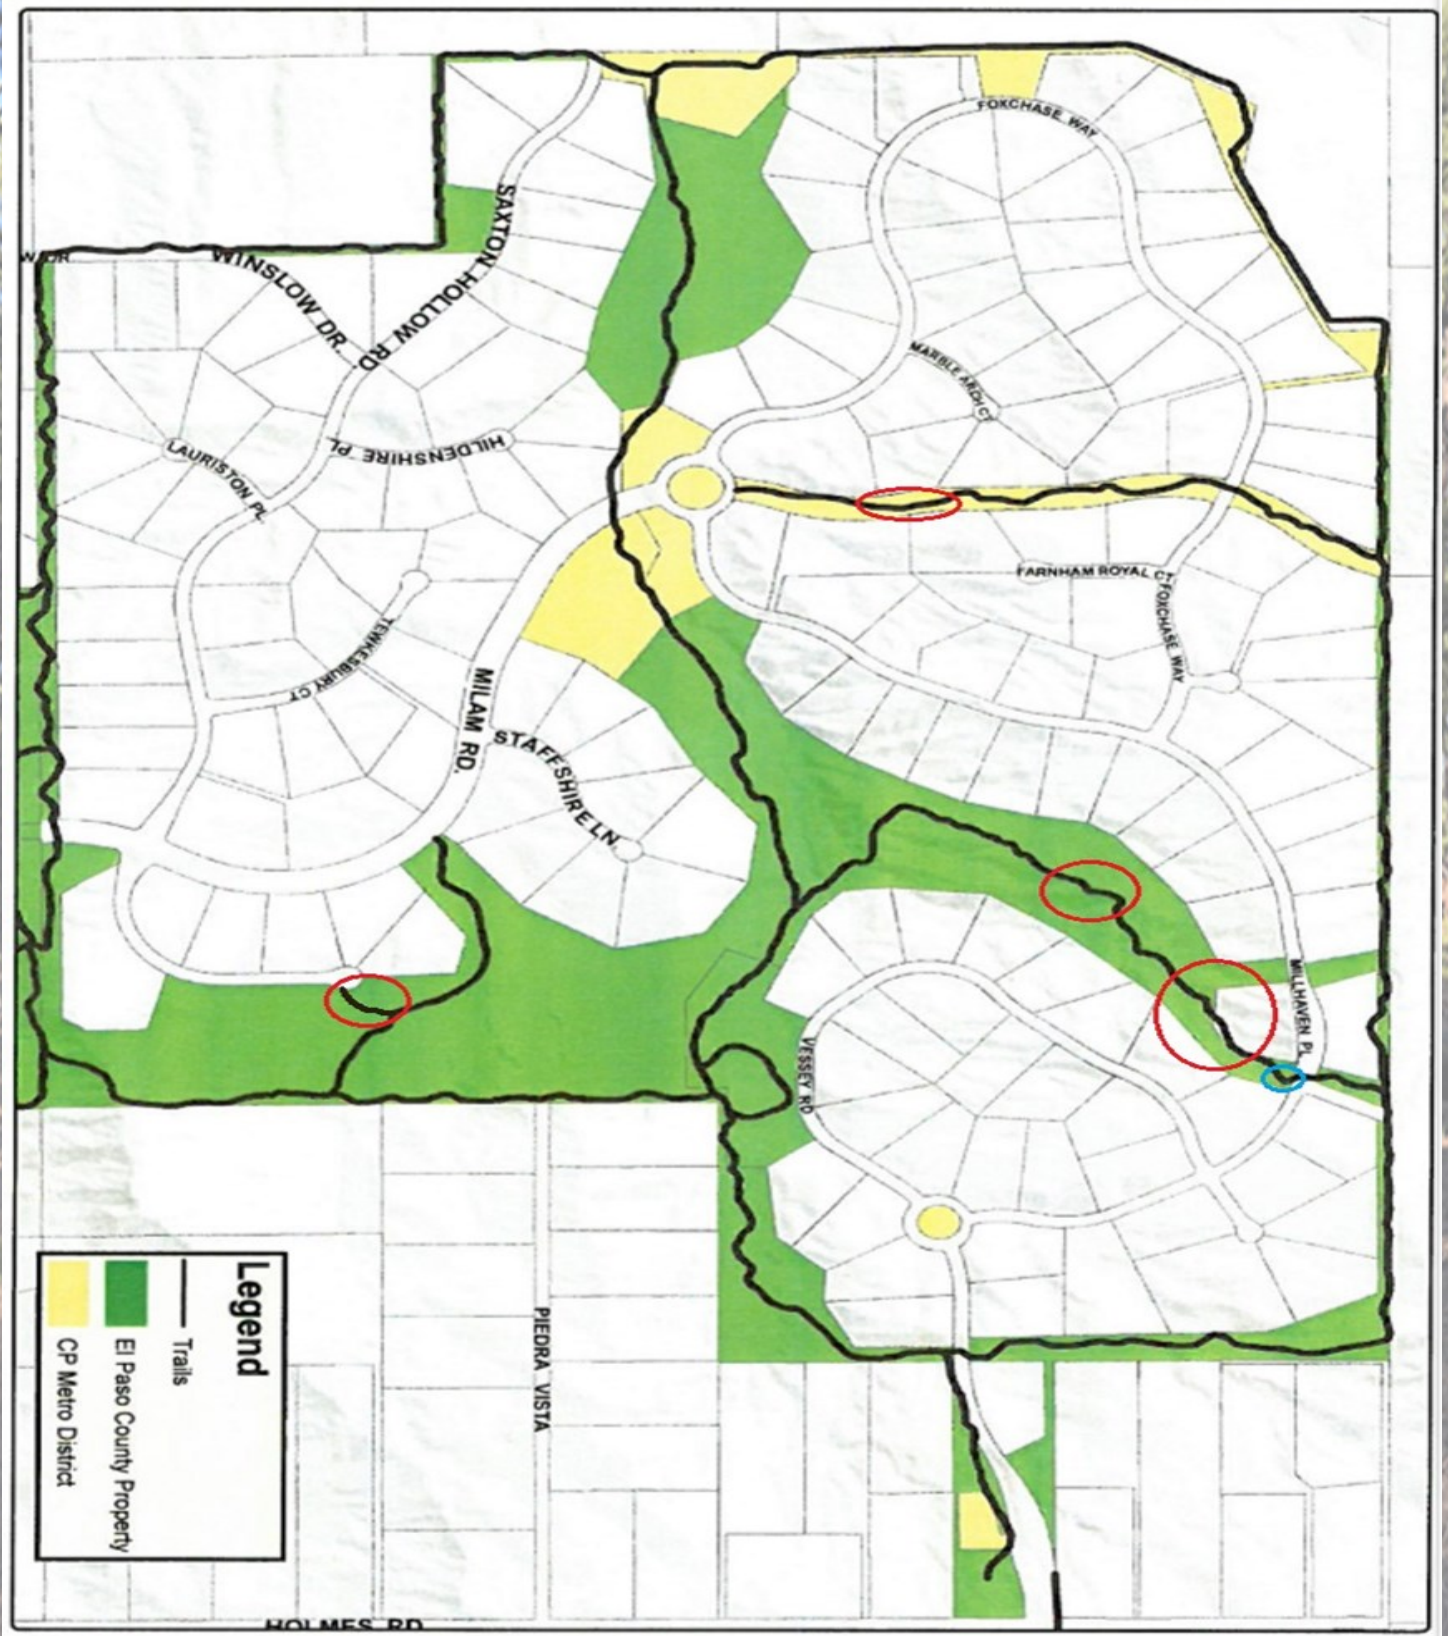 FOXCHASE WAY
SAXTON HOLLOW RD
WINSLOW DR.
W DR
MARBLE ARCH CT
HILDENSHIRE PL
LAURISTON PL
FARNHAM ROYAL CT
FOXCHASE WAY
TEWKESBURY CT
MILAM RD.
STAFFSHIRE LN.
MILLHAVEN PL
VESSEY RD
PIEDRA VISTA
Legend
Trails
El Paso County Property
CP Metro District
HOLMES RD